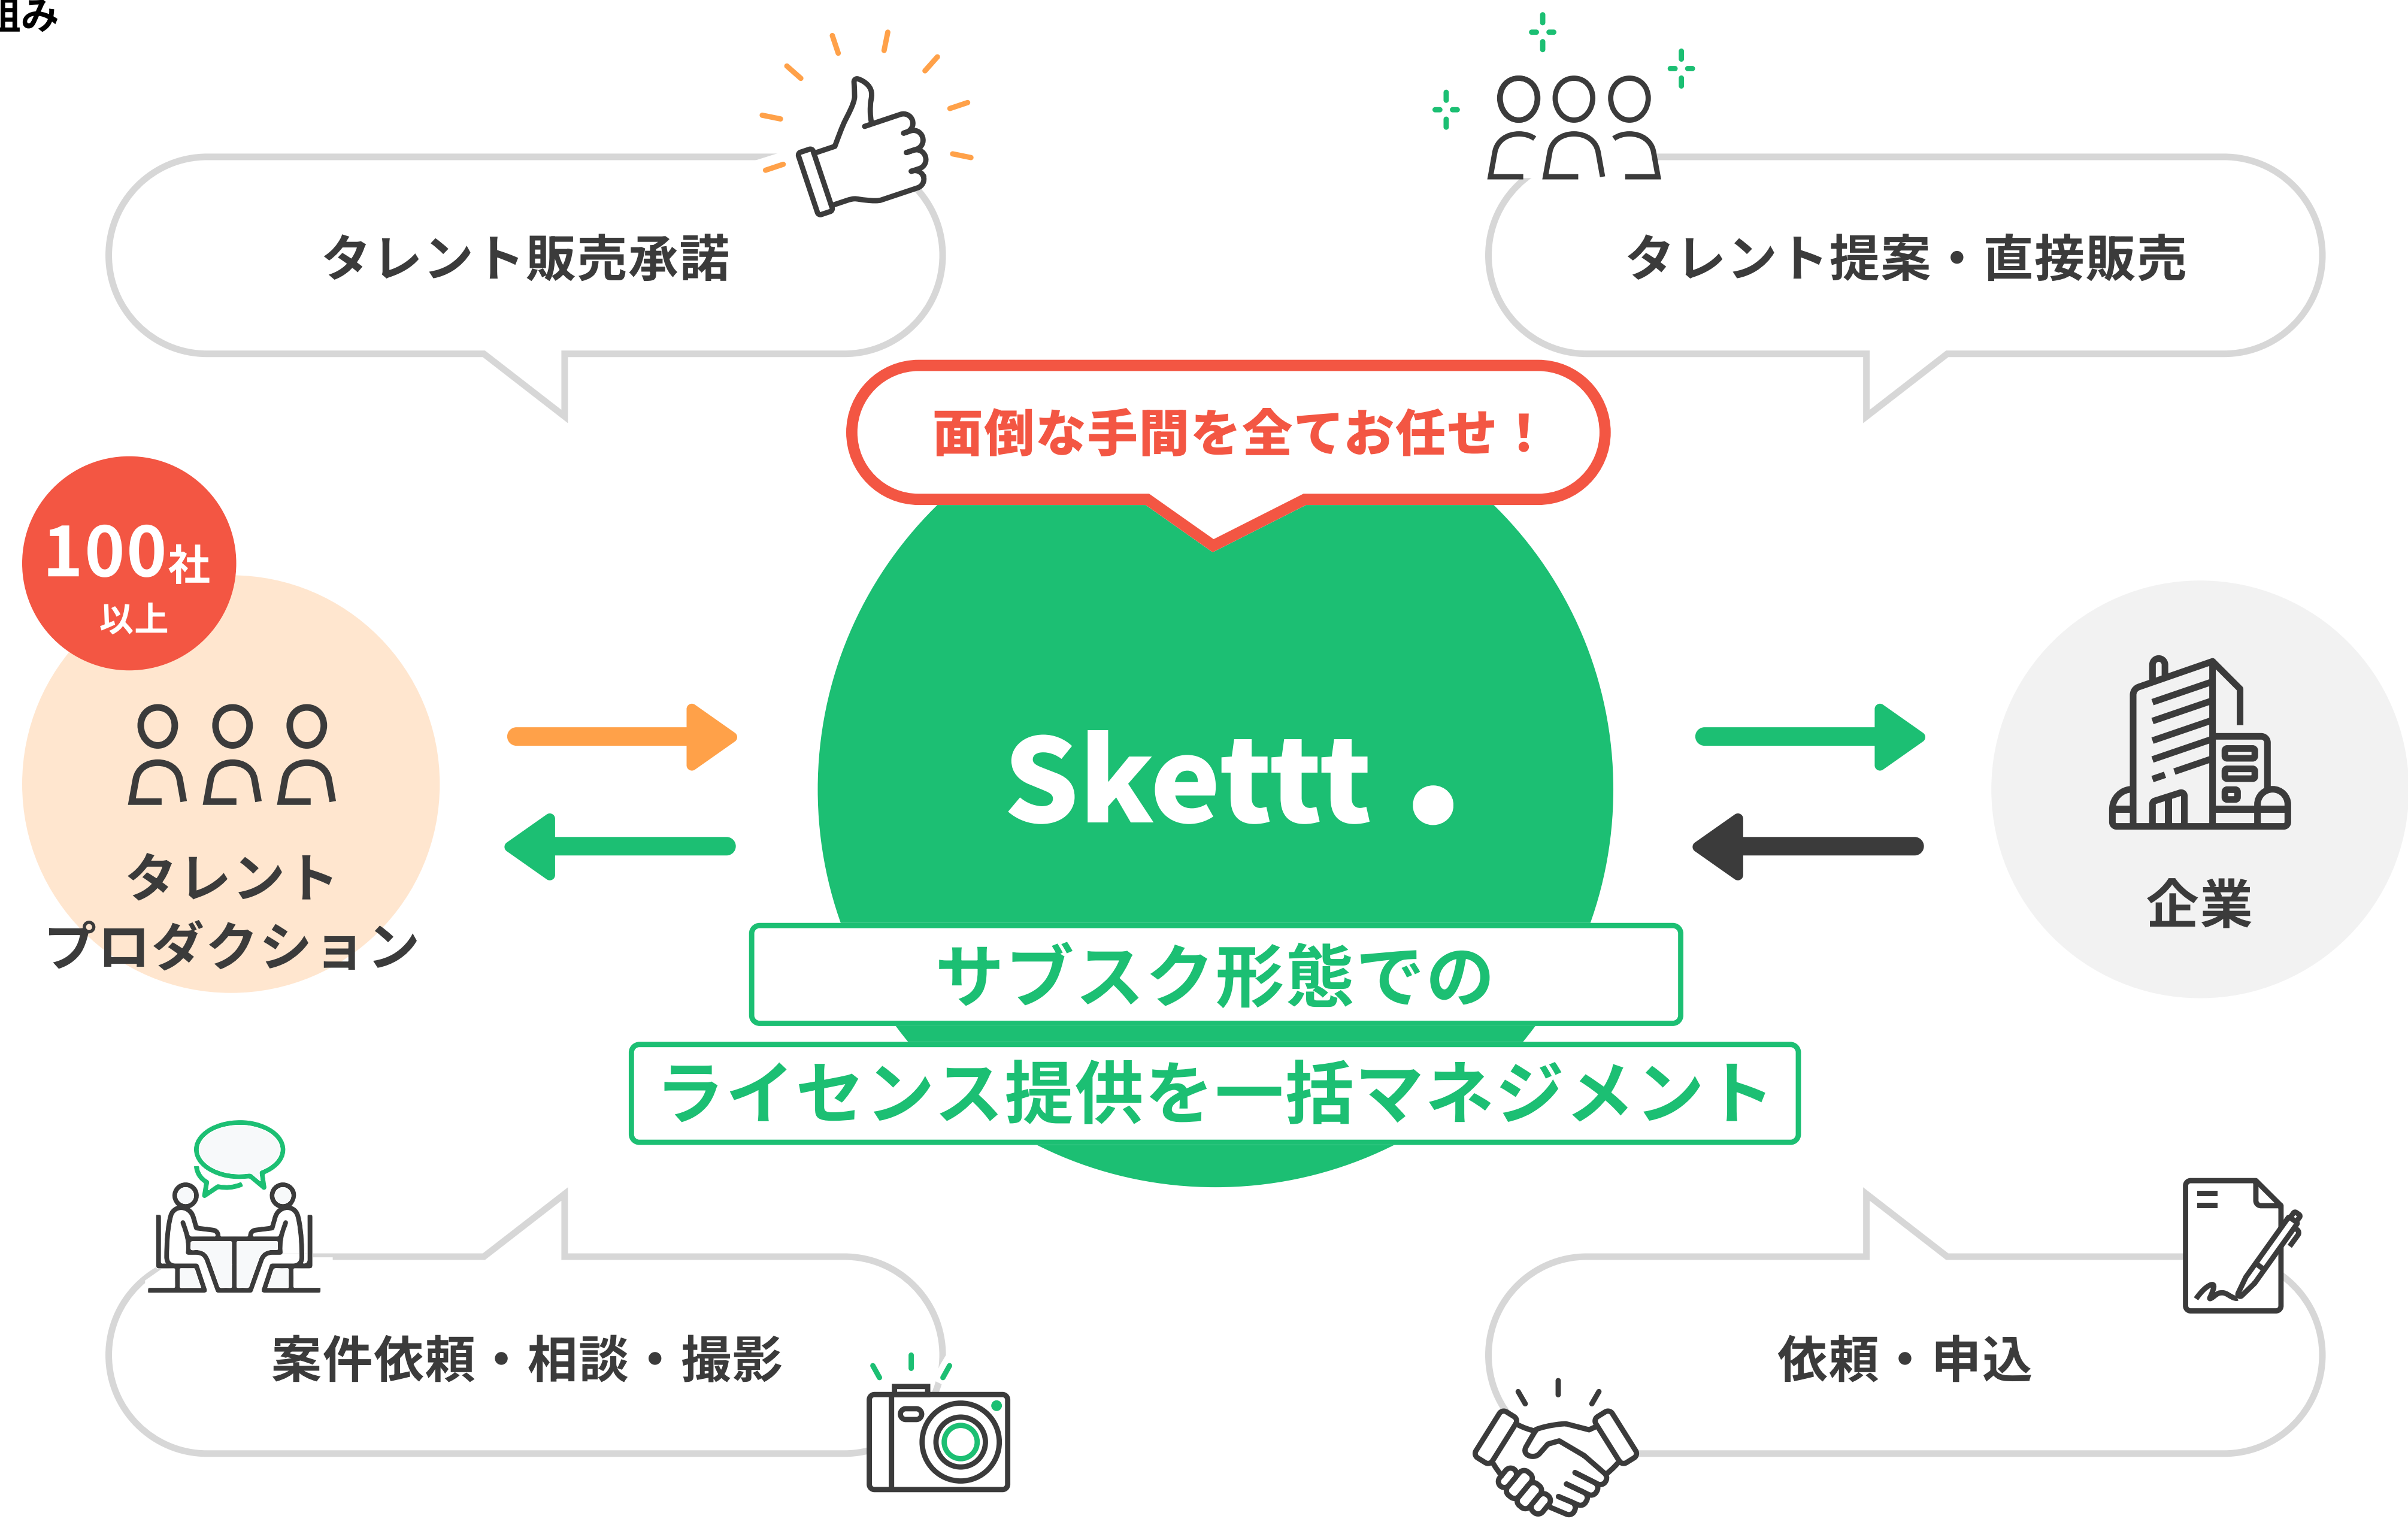 組み
タレント販売承諾
タレント提案・直接販売
面倒な手間を全てお任せ！
100社
以上
Skettt .
タレント
プロダクション
企業
サブスク形態での
ライセンス提供を一括マネジメント
案件依頼・相談・撮影
依頼・申込